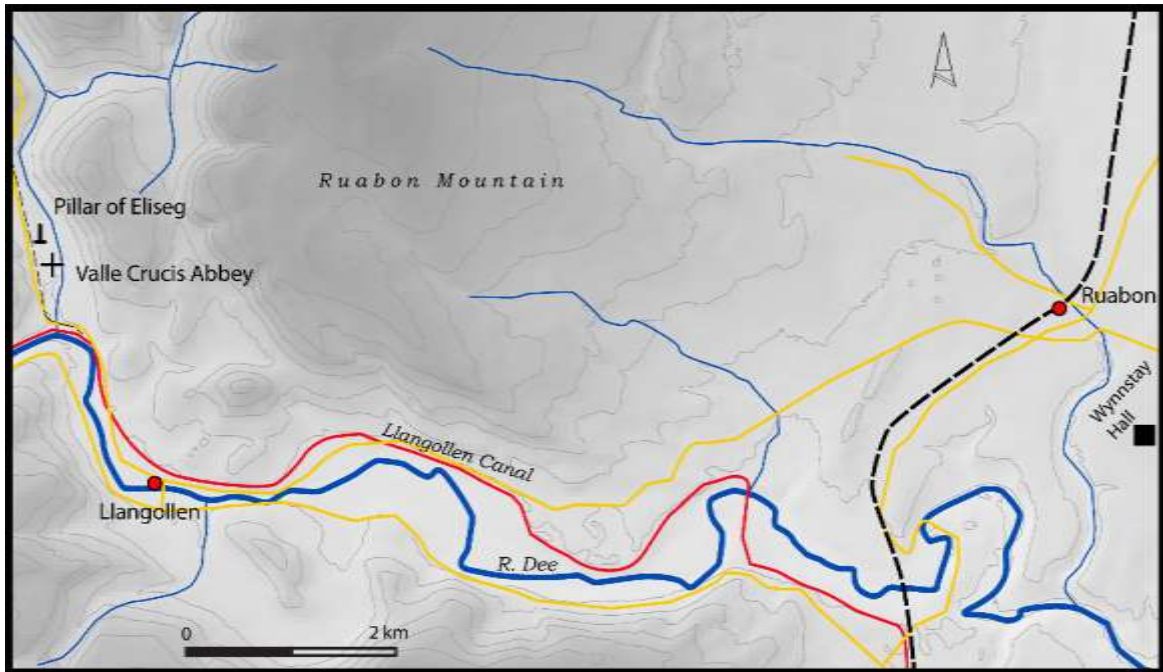 Ruabon Mountain
Pillar of Eliseg
Valle Crucis Abbey
Ruabon
Wynnstay
Hall
Llangollen Canal
Llangollen
R. Dee
0 2 km